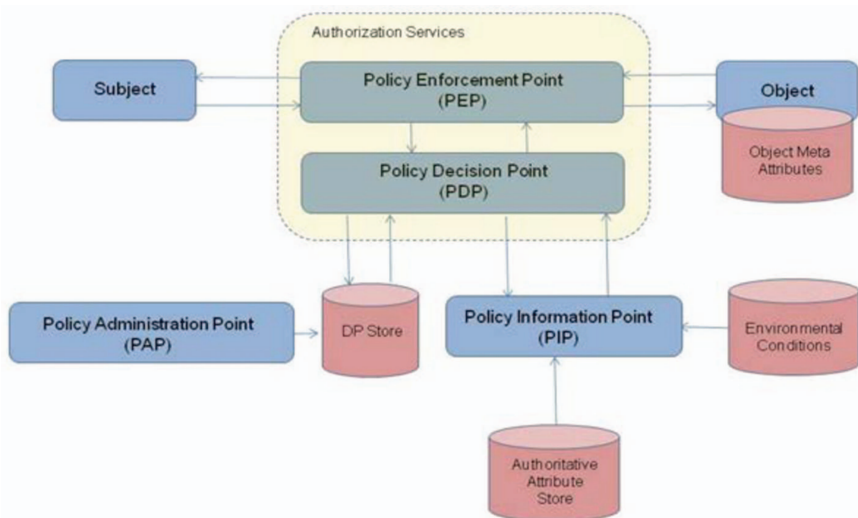 Authorization Services
Subject
Policy Enforcement Point
(PEP)
Object
Object Meta
Attributes
Policy Decision Point
(PDP)
Policy Administration Point
(PAP)
DP Store
Policy Information Point
(PIP)
Environmental
Conditions
Authoritative
Attribute
Store